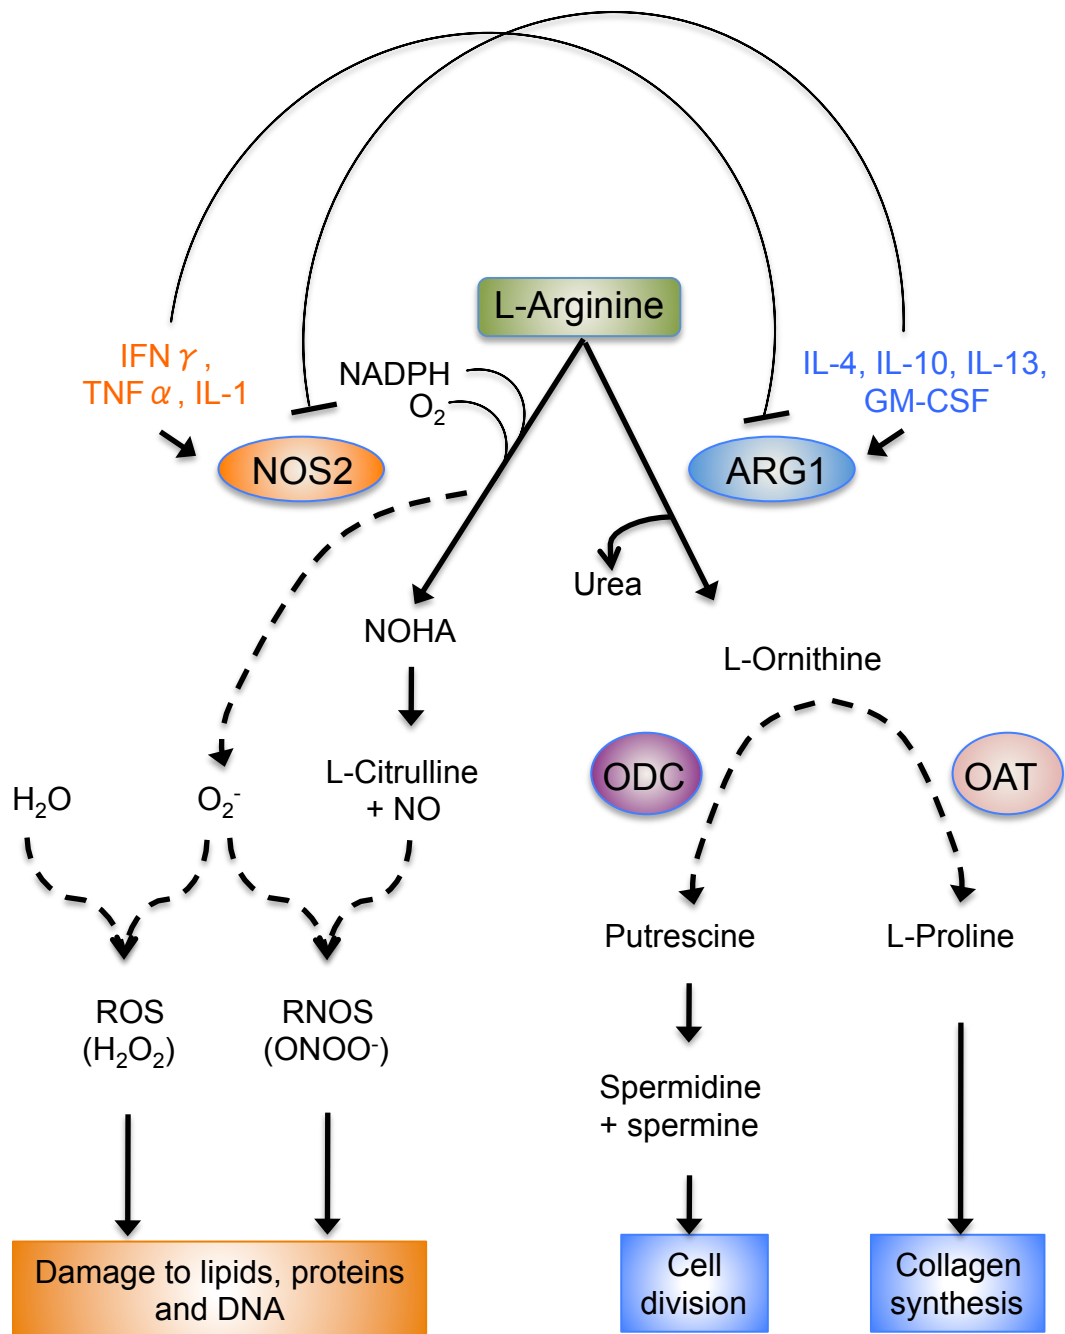 L-Arginine
IFN γ ,
TNF α , IL-1
NADPH
O₂
IL-4, IL-10, IL-13,
GM-CSF
NOS2
ARG1
Urea
NOHA
L-Ornithine
ODC
OAT
L-Citrulline
+ NO
H₂O
O₂⁻
Putrescine
L-Proline
ROS
(H₂O₂)
RNOS
(ONOO⁻)
Spermidine
+ spermine
Damage to lipids, proteins
and DNA
Cell
division
Collagen
synthesis